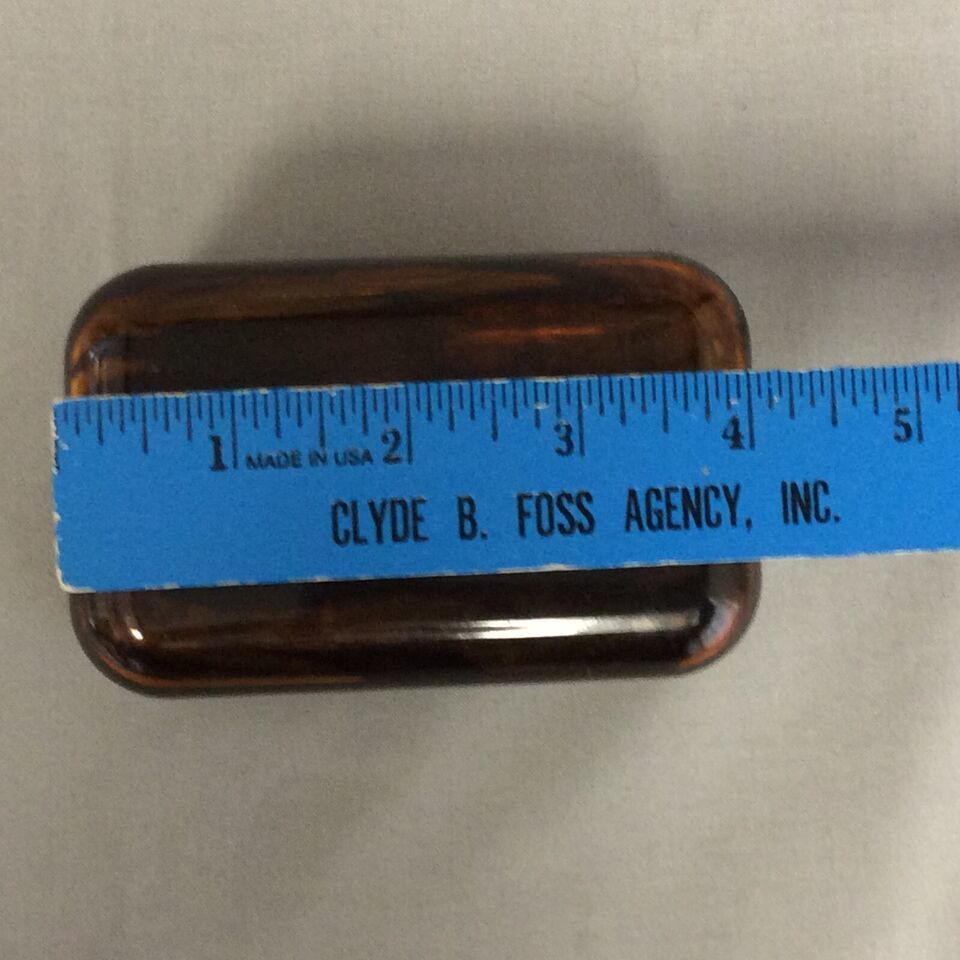 1 MADE IN USA 2 3 4 5
CLYDE B. FOSS AGENCY, INC.